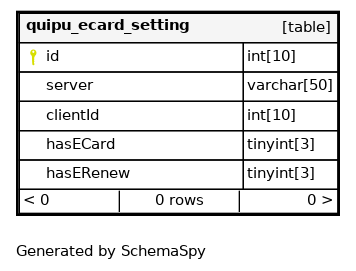 quipu_ecard_setting [table]
id int[10]
server varchar[50]
clientId int[10]
hasECard tinyint[3]
hasERenew tinyint[3]
< 0 0 rows 0 >
Generated by SchemaSpy